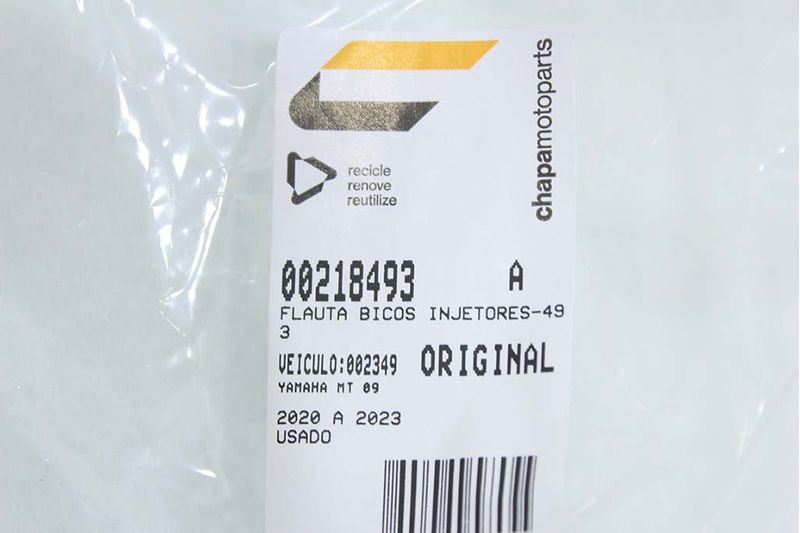 chapamotoparts
recicle
renove
reutilize
00218493 A
FLAUTA BICOS INJETORES-49
3
VEICULO:002349 ORIGINAL
YAMAHA MT 09
2020 A 2023
USADO